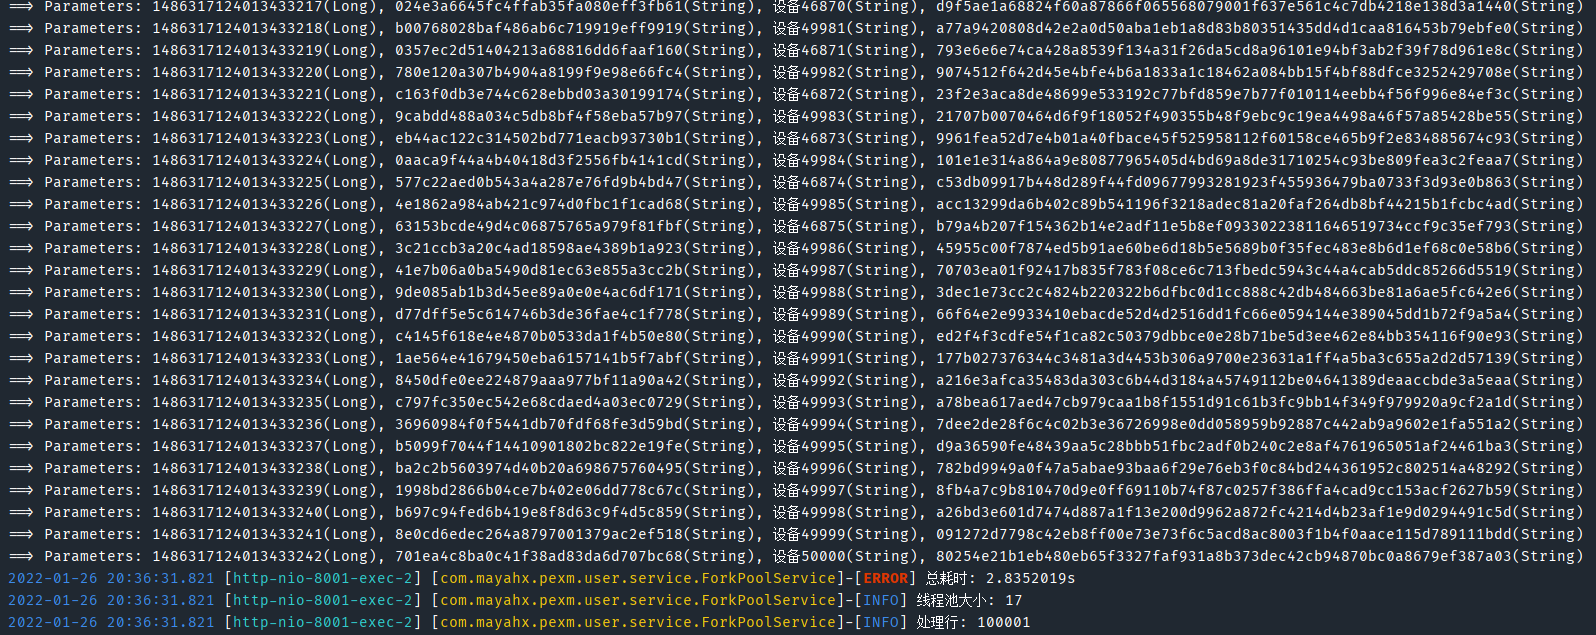 ==> Parameters: 1486317124013433217(Long), 024e3a6645fc4ffab35fa080eff3fb61(String), 设备46870(String), d9f5ae1a68824f60a87866f065568079001f637e561c4c7db4218e138d3a1440(String)
==> Parameters: 1486317124013433218(Long), b00768028baf486ab6c719919eff9919(String), 设备49981(String), a77a9420808d42e2a0d50aba1eb1a8d83b80351435dd4d1caa816453b79ebfe0(String)
==> Parameters: 1486317124013433219(Long), 0357ec2d51404213a68816dd6faaf160(String), 设备46871(String), 793e6e6e74ca428a8539f134a31f26da5cd8a96101e94bf3ab2f39f78d961e8c(String)
==> Parameters: 1486317124013433220(Long), 780e120a307b4904a8199f9e98e66fc4(String), 设备49982(String), 9074512f642d45e4bfe4b6a1833a1c18462a084bb15f4bf88dfce3252429708e(String)
==> Parameters: 1486317124013433221(Long), c163f0db3e744c628ebbd03a30199174(String), 设备46872(String), 23f2e3aca8de48699e533192c77bfd859e7b77f010114eebb4f56f996e84ef3c(String)
==> Parameters: 1486317124013433222(Long), 9cabdd488a034c5db8bf4f58eba57b97(String), 设备49983(String), 21707b0070464d6f9f18052f490355b48f9ebc9c19ea4498a46f57a85428be55(String)
==> Parameters: 1486317124013433223(Long), eb44ac122c314502bd771eacb93730b1(String), 设备46873(String), 9961fea52d7e4b01a40fbace45f525958112f60158ce465b9f2e834885674c93(String)
==> Parameters: 1486317124013433224(Long), 0aaca9f44a4b40418d3f2556fb4141cd(String), 设备49984(String), 101e1e314a864a9e80877965405d4bd69a8de31710254c93be809fea3c2feaa7(String)
==> Parameters: 1486317124013433225(Long), 577c22aed0b543a4a287e76fd9b4bd47(String), 设备46874(String), c53db09917b448d289f44fd09677993281923f455936479ba0733f3d93e0b863(String)
==> Parameters: 1486317124013433226(Long), 4e1862a984ab421c974d0fbc1f1cad68(String), 设备49985(String), acc13299da6b402c89b541196f3218adec81a20faf264db8bf44215b1fcbc4ad(String)
==> Parameters: 1486317124013433227(Long), 63153bcde49d4c06875765a979f81fbf(String), 设备46875(String), b79a4b207f154362b14e2adf11e5b8ef09330223811646519734ccf9c35ef793(String)
==> Parameters: 1486317124013433228(Long), 3c21ccb3a20c4ad18598ae4389b1a923(String), 设备49986(String), 45955c00f7874ed5b91ae60be6d18b5e5689b0f35fec483e8b6d1ef68c0e58b6(String)
==> Parameters: 1486317124013433229(Long), 41e7b06a0ba5490d81ec63e855a3cc2b(String), 设备49987(String), 70703ea01f92417b835f783f08ce6c713fbedc5943c44a4cab5ddc85266d5519(String)
==> Parameters: 1486317124013433230(Long), 9de085ab1b3d45ee89a0e0e4ac6df171(String), 设备49988(String), 3dec1e73cc2c4824b220322b6dfbc0d1cc888c42db484663be81a6ae5fc642e6(String)
==> Parameters: 1486317124013433231(Long), d77dff5e5c614746b3de36fae4c1f778(String), 设备49989(String), 66f64e2e9933410ebacde52d4d2516dd1fc66e0594144e389045dd1b72f9a5a4(String)
==> Parameters: 1486317124013433232(Long), c4145f618e4e4870b0533da1f4b50e80(String), 设备49990(String), ed2f4f3cdfe54f1ca82c50379dbbce0e28b71be5d3ee462e84bb354116f90e93(String)
==> Parameters: 1486317124013433233(Long), 1ae564e41679450eba6157141b5f7abf(String), 设备49991(String), 177b027376344c3481a3d4453b306a9700e23631a1ff4a5ba3c655a2d2d57139(String)
==> Parameters: 1486317124013433234(Long), 8450dfe0ee224879aaa977bf11a90a42(String), 设备49992(String), a216e3afca35483da303c6b44d3184a45749112be04641389deaaccbde3a5eaa(String)
==> Parameters: 1486317124013433235(Long), c797fc350ec542e68cdaed4a03ec0729(String), 设备49993(String), a78bea617aed47cb979caa1b8f1551d91c61b3fc9bb14f349f979920a9cf2a1d(String)
==> Parameters: 1486317124013433236(Long), 36960984f0f5441db70fdf68fe3d59bd(String), 设备49994(String), 7dee2de28f6c4c02b3e36726998e0dd058959b92887c442ab9a9602e1fa551a2(String)
==> Parameters: 1486317124013433237(Long), b5099f7044f14410901802bc822e19fe(String), 设备49995(String), d9a36590fe48439aa5c28bbb51fbc2adf0b240c2e8af4761965051af24461ba3(String)
==> Parameters: 1486317124013433238(Long), ba2c2b5603974d40b20a698675760495(String), 设备49996(String), 782bd9949a0f47a5abae93baa6f29e76eb3f0c84bd244361952c802514a48292(String)
==> Parameters: 1486317124013433239(Long), 1998bd2866b04ce7b402e06dd778c67c(String), 设备49997(String), 8fb4a7c9b810470d9e0ff69110b74f87c0257f386ffa4cad9cc153acf2627b59(String)
==> Parameters: 1486317124013433240(Long), b697c94fed6b419e8f8d63c9f4d5c859(String), 设备49998(String), a26bd3e601d7474d887a1f13e200d9962a872fc4214d4b23af1e9d0294491c5d(String)
==> Parameters: 1486317124013433241(Long), 8e0cd6edec264a8797001379ac2ef518(String), 设备49999(String), 091272d7798c42eb8ff00e73e73f6c5acd8ac8003f1b4f0aace115d789111bdd(String)
==> Parameters: 1486317124013433242(Long), 701ea4c8ba0c41f38ad83da6d707bc68(String), 设备50000(String), 80254e21b1eb480eb65f3327faf931a8b373dec42cb94870bc0a8679ef387a03(String)
2022-01-26 20:36:31.821 [http-nio-8001-exec-2] [com.mayahx.pexm.user.service.ForkPoolService]-[ERROR] 总耗时: 2.8352019s
2022-01-26 20:36:31.821 [http-nio-8001-exec-2] [com.mayahx.pexm.user.service.ForkPoolService]-[INFO] 线程池大小: 17
2022-01-26 20:36:31.821 [http-nio-8001-exec-2] [com.mayahx.pexm.user.service.ForkPoolService]-[INFO] 处理行: 100001